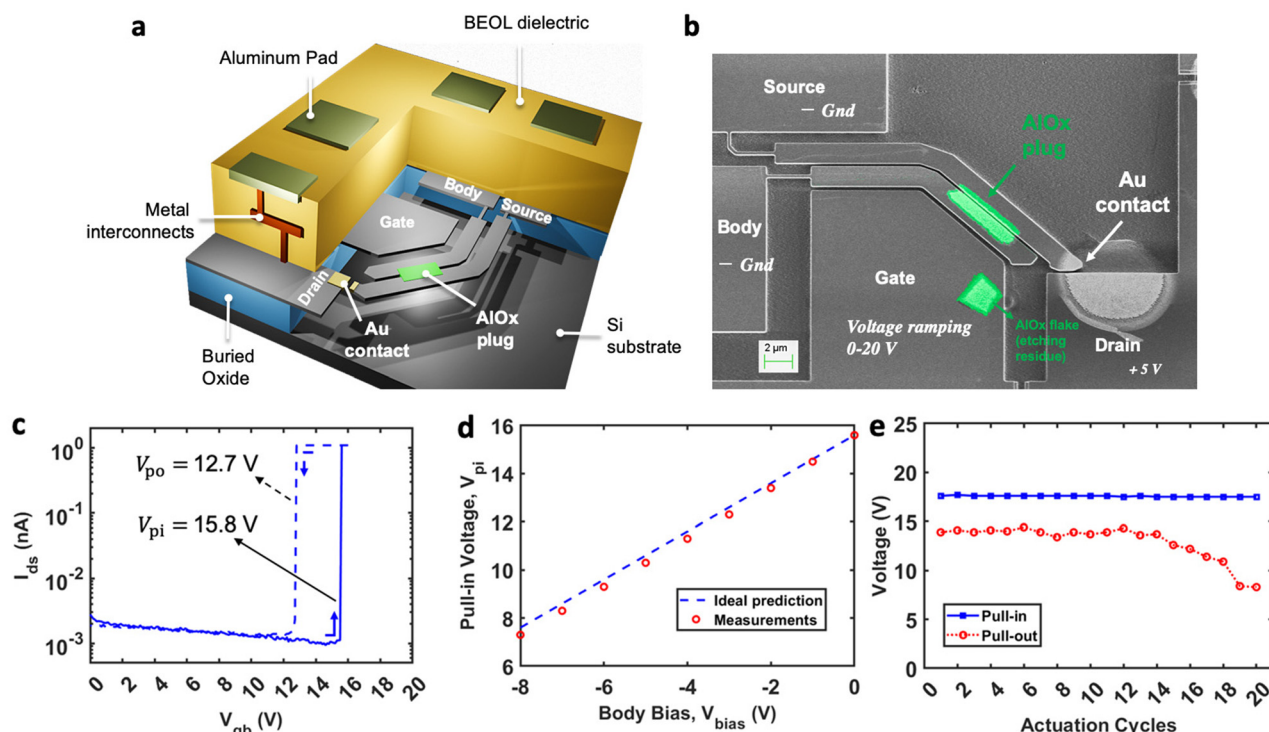 a
BEOL dielectric
Aluminum Pad
Metal
interconnects
Body
Source
Gate
Drain
Au
contact
AlOx
plug
Si
substrate
Buried
Oxide
b
Source
Gnd
AlOx
plug
Au
contact
Body
Gnd
Gate
Voltage ramping
0-20 V
AlOx flake
(etching
residue)
Drain
+ 5 V
2 µm
c
I_ds (nA)
10^0
10^-1
10^-2
10^-3
V_po = 12.7 V
V_pi = 15.8 V
0 2 4 6 8 10 12 14 16 18 20
V_gb (V)
d
Pull-in Voltage, V_pi
16
14
12
10
8
6
Ideal prediction
Measurements
-8 -6 -4 -2 0
Body Bias, V_bias (V)
e
Voltage (V)
25
20
15
10
5
0
Pull-in
Pull-out
0 2 4 6 8 10 12 14 16 18 20
Actuation Cycles